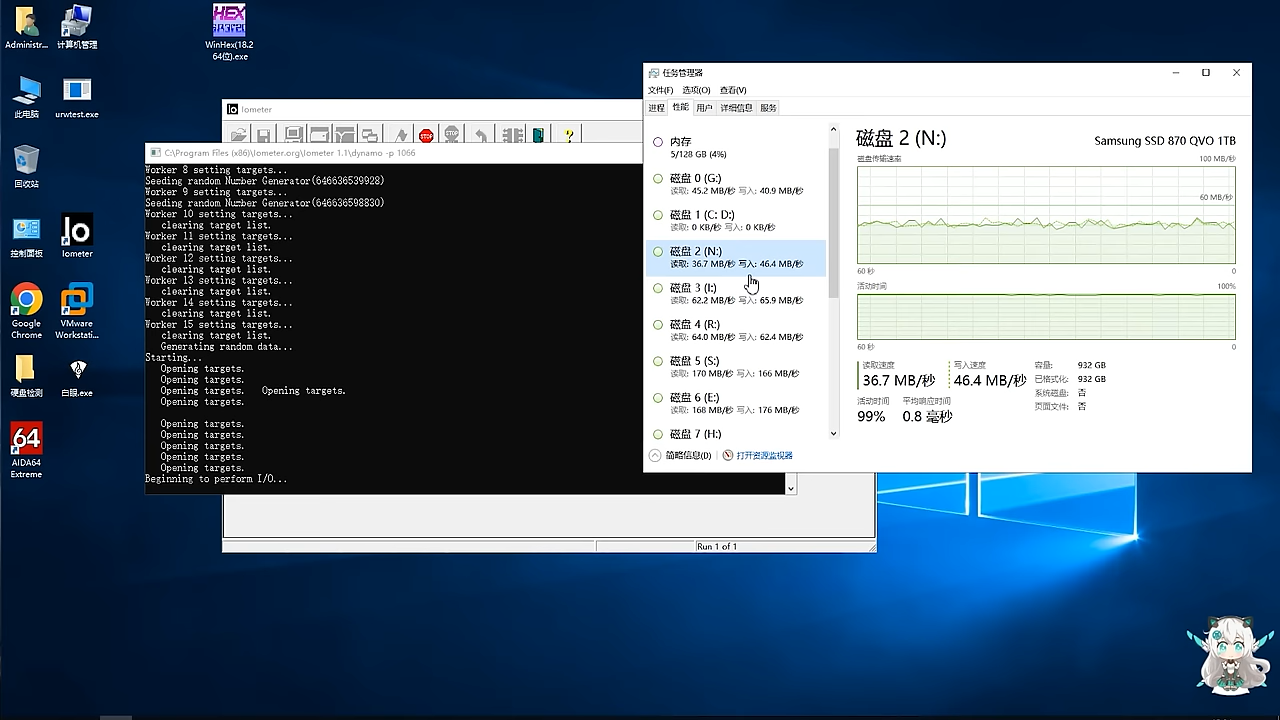 Administr...
计算机管理
WinHex(18.2
64位).exe
此电脑
urwtest.exe
回收站
控制面板
Iometer
Google
Chrome
VMware
Workstati...
硬盘检测
白眼.exe
64
AIDA64
Extreme
Iometer
C:\Program Files (x86)\Iometer.org\Iometer 1.1\dynamo -p 1066
Worker 8 setting targets...
Seeding random Number Generator(646636539928)
Worker 9 setting targets...
Seeding random Number Generator(646636598830)
Worker 10 setting targets...
clearing target list.
Worker 11 setting targets...
clearing target list.
Worker 12 setting targets...
clearing target list.
Worker 13 setting targets...
clearing target list.
Worker 14 setting targets...
clearing target list.
Worker 15 setting targets...
clearing target list.
Generating random data...
Starting...
Opening targets.
Opening targets.
Opening targets.   Opening targets.
Opening targets.
Opening targets.
Opening targets.
Opening targets.
Opening targets.
Opening targets.
Beginning to perform I/O...
Run 1 of 1
任务管理器
文件(F) 选项(O) 查看(V)
进程 性能 用户 详细信息 服务
内存
5/128 GB (4%)
磁盘 0 (G:)
读取: 45.2 MB/秒 写入: 40.9 MB/秒
磁盘 1 (C: D:)
读取: 0 KB/秒 写入: 0 KB/秒
磁盘 2 (N:)
读取: 36.7 MB/秒 写入: 46.4 MB/秒
磁盘 3 (I:)
读取: 62.2 MB/秒 写入: 65.9 MB/秒
磁盘 4 (R:)
读取: 64.0 MB/秒 写入: 62.4 MB/秒
磁盘 5 (S:)
读取: 170 MB/秒 写入: 166 MB/秒
磁盘 6 (E:)
读取: 168 MB/秒 写入: 176 MB/秒
磁盘 7 (H:)
简略信息(D) 打开资源监视器
磁盘 2 (N:) Samsung SSD 870 QVO 1TB
磁盘传输速率 100 MB/秒
60 MB/秒
60 秒 0
活动时间 100%
60 秒 0
读取速度 写入速度
36.7 MB/秒 46.4 MB/秒
活动时间 平均响应时间
99% 0.8 毫秒
容量: 932 GB
已格式化: 932 GB
系统磁盘: 否
页面文件: 否